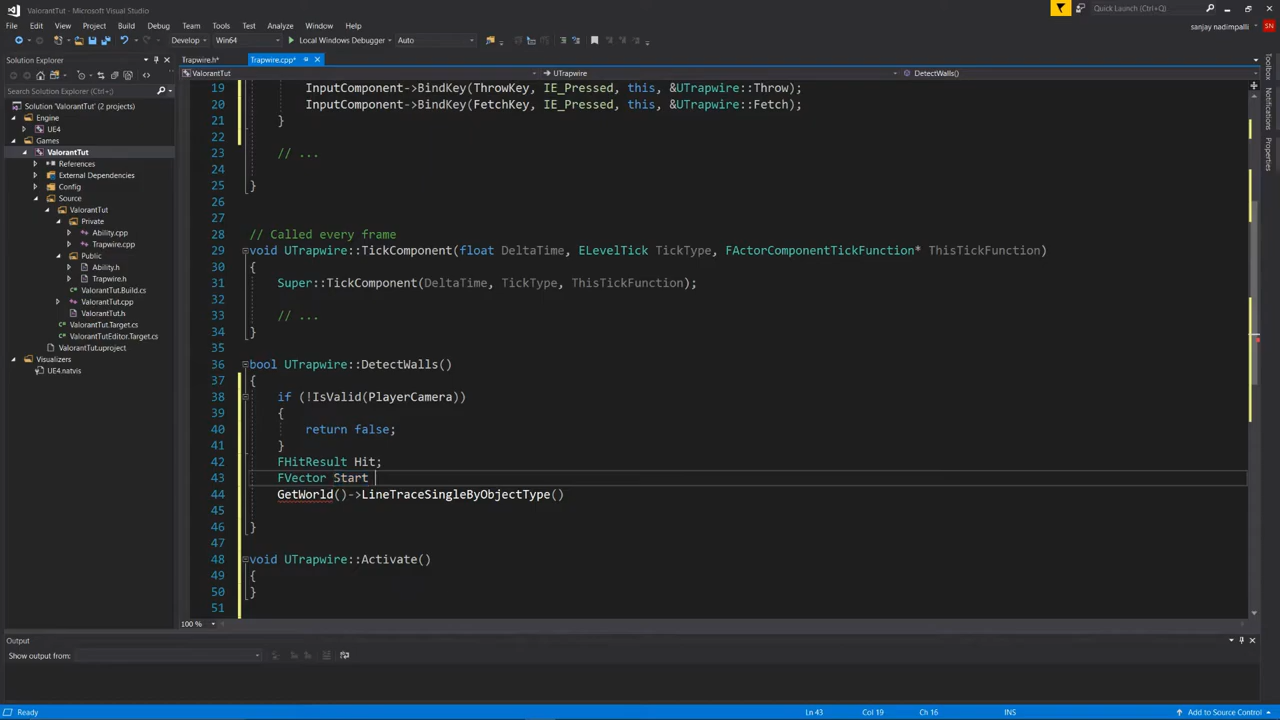 ValorantTut - Microsoft Visual Studio
Quick Launch (Ctrl+Q)
File Edit View Project Build Debug Team Tools Test Analyze Window Help
sanjay nadimpalli SN
Develop Win64 Local Windows Debugger Auto
Solution Explorer
Trapwire.h* Trapwire.cpp*
ValorantTut UTrapwire DetectWalls()
Search Solution Explorer (Ctrl+;)
Solution 'ValorantTut' (2 projects)
Engine
UE4
Games
ValorantTut
References
External Dependencies
Config
Source
ValorantTut
Private
Ability.cpp
Trapwire.cpp
Public
Ability.h
Trapwire.h
ValorantTut.Build.cs
ValorantTut.cpp
ValorantTut.h
ValorantTut.Target.cs
ValorantTutEditor.Target.cs
ValorantTut.uproject
Visualizers
UE4.natvis
19 InputComponent->BindKey(ThrowKey, IE_Pressed, this, &UTrapwire::Throw);
20 InputComponent->BindKey(FetchKey, IE_Pressed, this, &UTrapwire::Fetch);
21 }
22
23 // ...
24
25 }
26
27
28 // Called every frame
29 void UTrapwire::TickComponent(float DeltaTime, ELevelTick TickType, FActorComponentTickFunction* ThisTickFunction)
30 {
31 Super::TickComponent(DeltaTime, TickType, ThisTickFunction);
32
33 // ...
34 }
35
36 bool UTrapwire::DetectWalls()
37 {
38 if (!IsValid(PlayerCamera))
39 {
40 return false;
41 }
42 FHitResult Hit;
43 FVector Start
44 GetWorld()->LineTraceSingleByObjectType()
45
46 }
47
48 void UTrapwire::Activate()
49 {
50 }
51
100 %
Toolbox
Notifications
Properties
Output
Show output from:
Ready Ln 43 Col 19 Ch 16 INS Add to Source Control